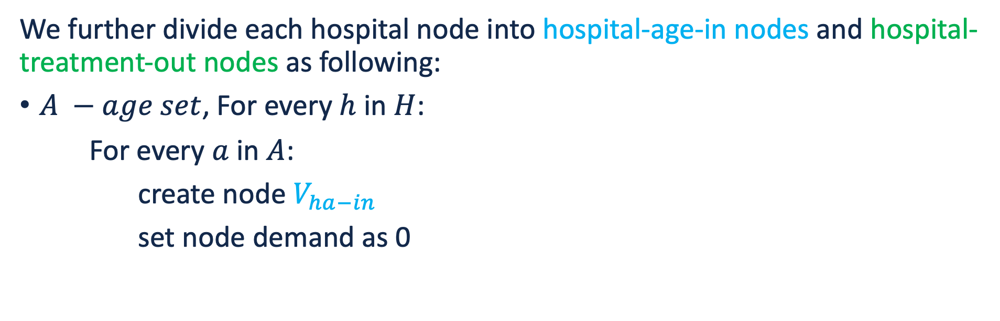 We further divide each hospital node into hospital-age-in nodes and hospital-
treatment-out nodes as following:
• A – age set, For every h in H:
For every a in A:
create node V_{ha-in}
set node demand as 0